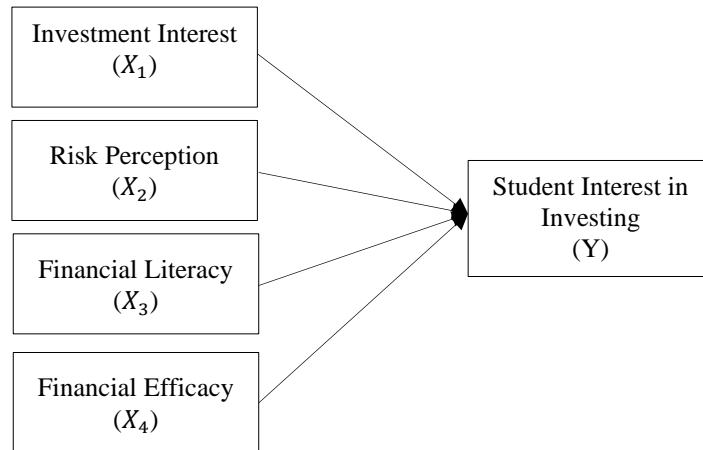 Investment Interest
(𝑋₁)
Risk Perception
(𝑋₂)
Financial Literacy
(𝑋₃)
Financial Efficacy
(𝑋₄)
Student Interest in
Investing
(Y)